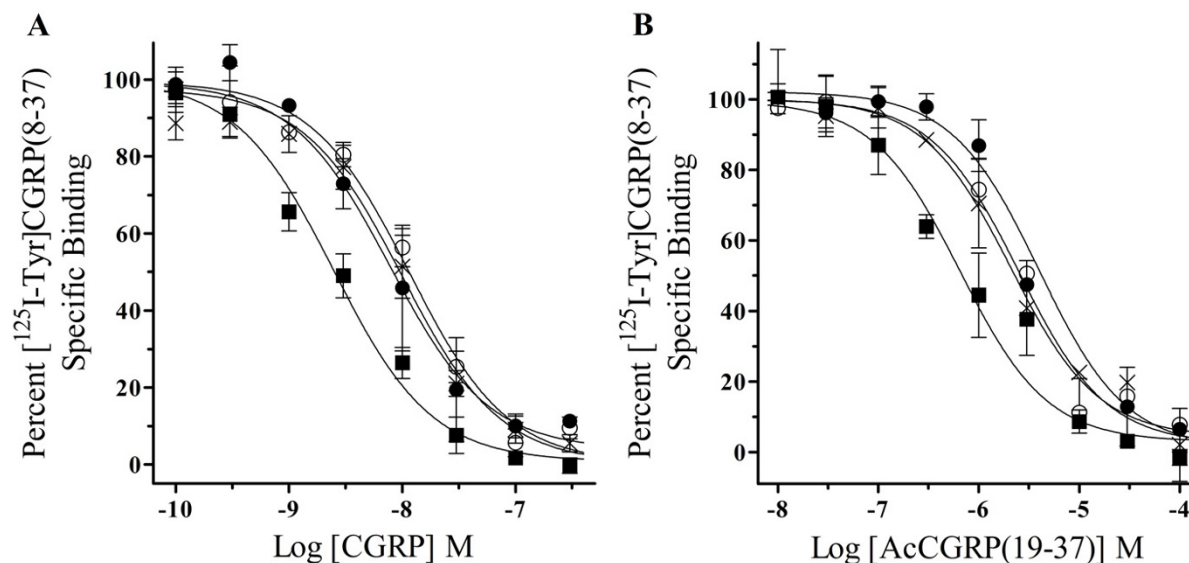 A
Percent [¹²⁵I-Tyr]CGRP(8-37)
Specific Binding
100
80
60
40
20
0
-10
-9
-8
-7
Log [CGRP] M
B
Percent [¹²⁵I-Tyr]CGRP(8-37)
Specific Binding
100
80
60
40
20
0
-8
-7
-6
-5
-4
Log [AcCGRP(19-37)] M